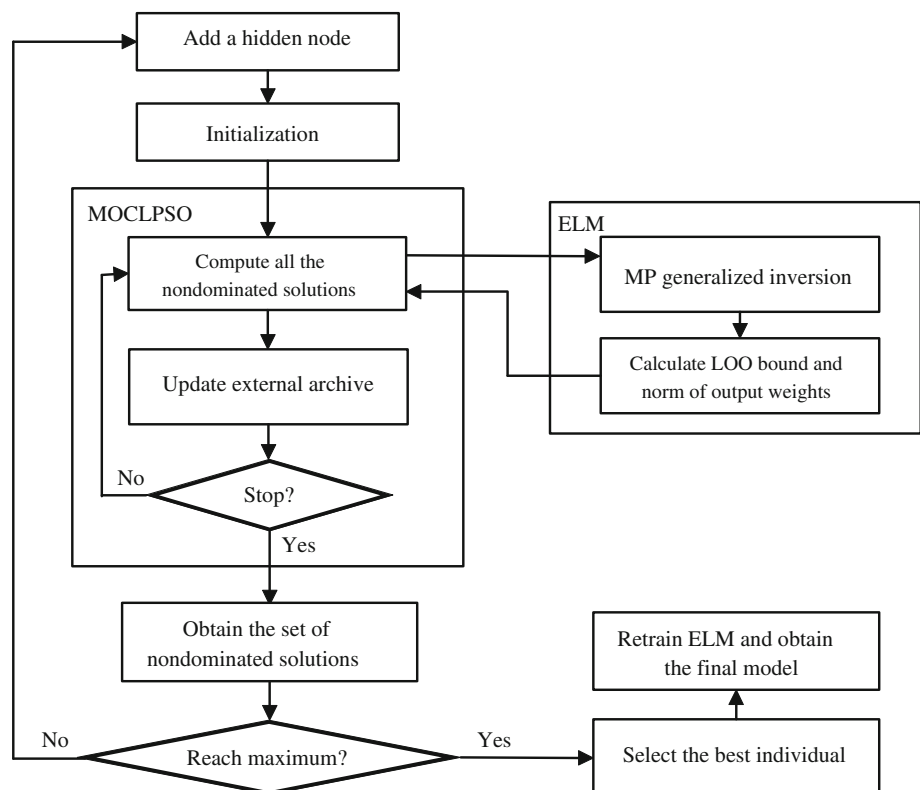 Add a hidden node
Initialization
MOCLPSO
Compute all the
nondominated solutions
Update external archive
No
Stop?
Yes
ELM
MP generalized inversion
Calculate LOO bound and
norm of output weights
Obtain the set of
nondominated solutions
No
Reach maximum?
Yes
Retrain ELM and obtain
the final model
Select the best individual